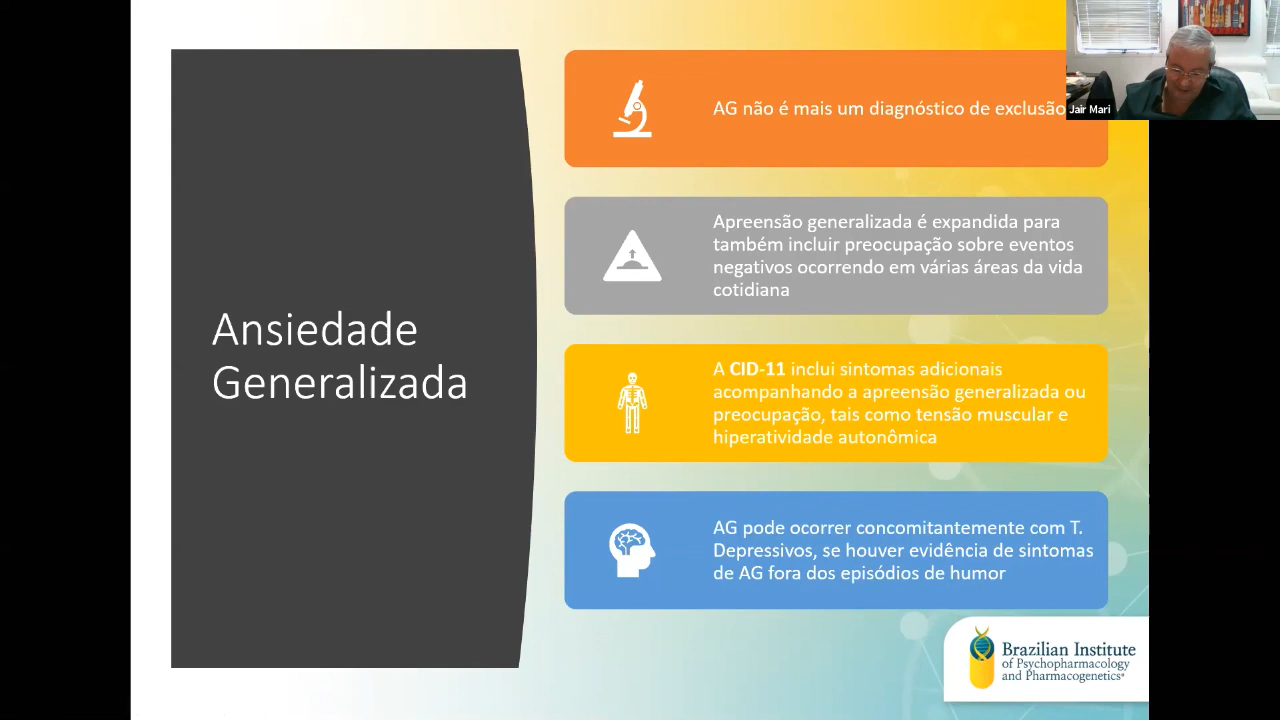 Ansiedade
Generalizada
AG não é mais um diagnóstico de exclusão
Apreensão generalizada é expandida para
também incluir preocupação sobre eventos
negativos ocorrendo em várias áreas da vida
cotidiana
A CID-11 inclui sintomas adicionais
acompanhando a apreensão generalizada ou
preocupação, tais como tensão muscular e
hiperatividade autonômica
AG pode ocorrer concomitantemente com T.
Depressivos, se houver evidência de sintomas
de AG fora dos episódios de humor
Jair Mari
Brazilian Institute
of Psychopharmacology
and Pharmacogenetics